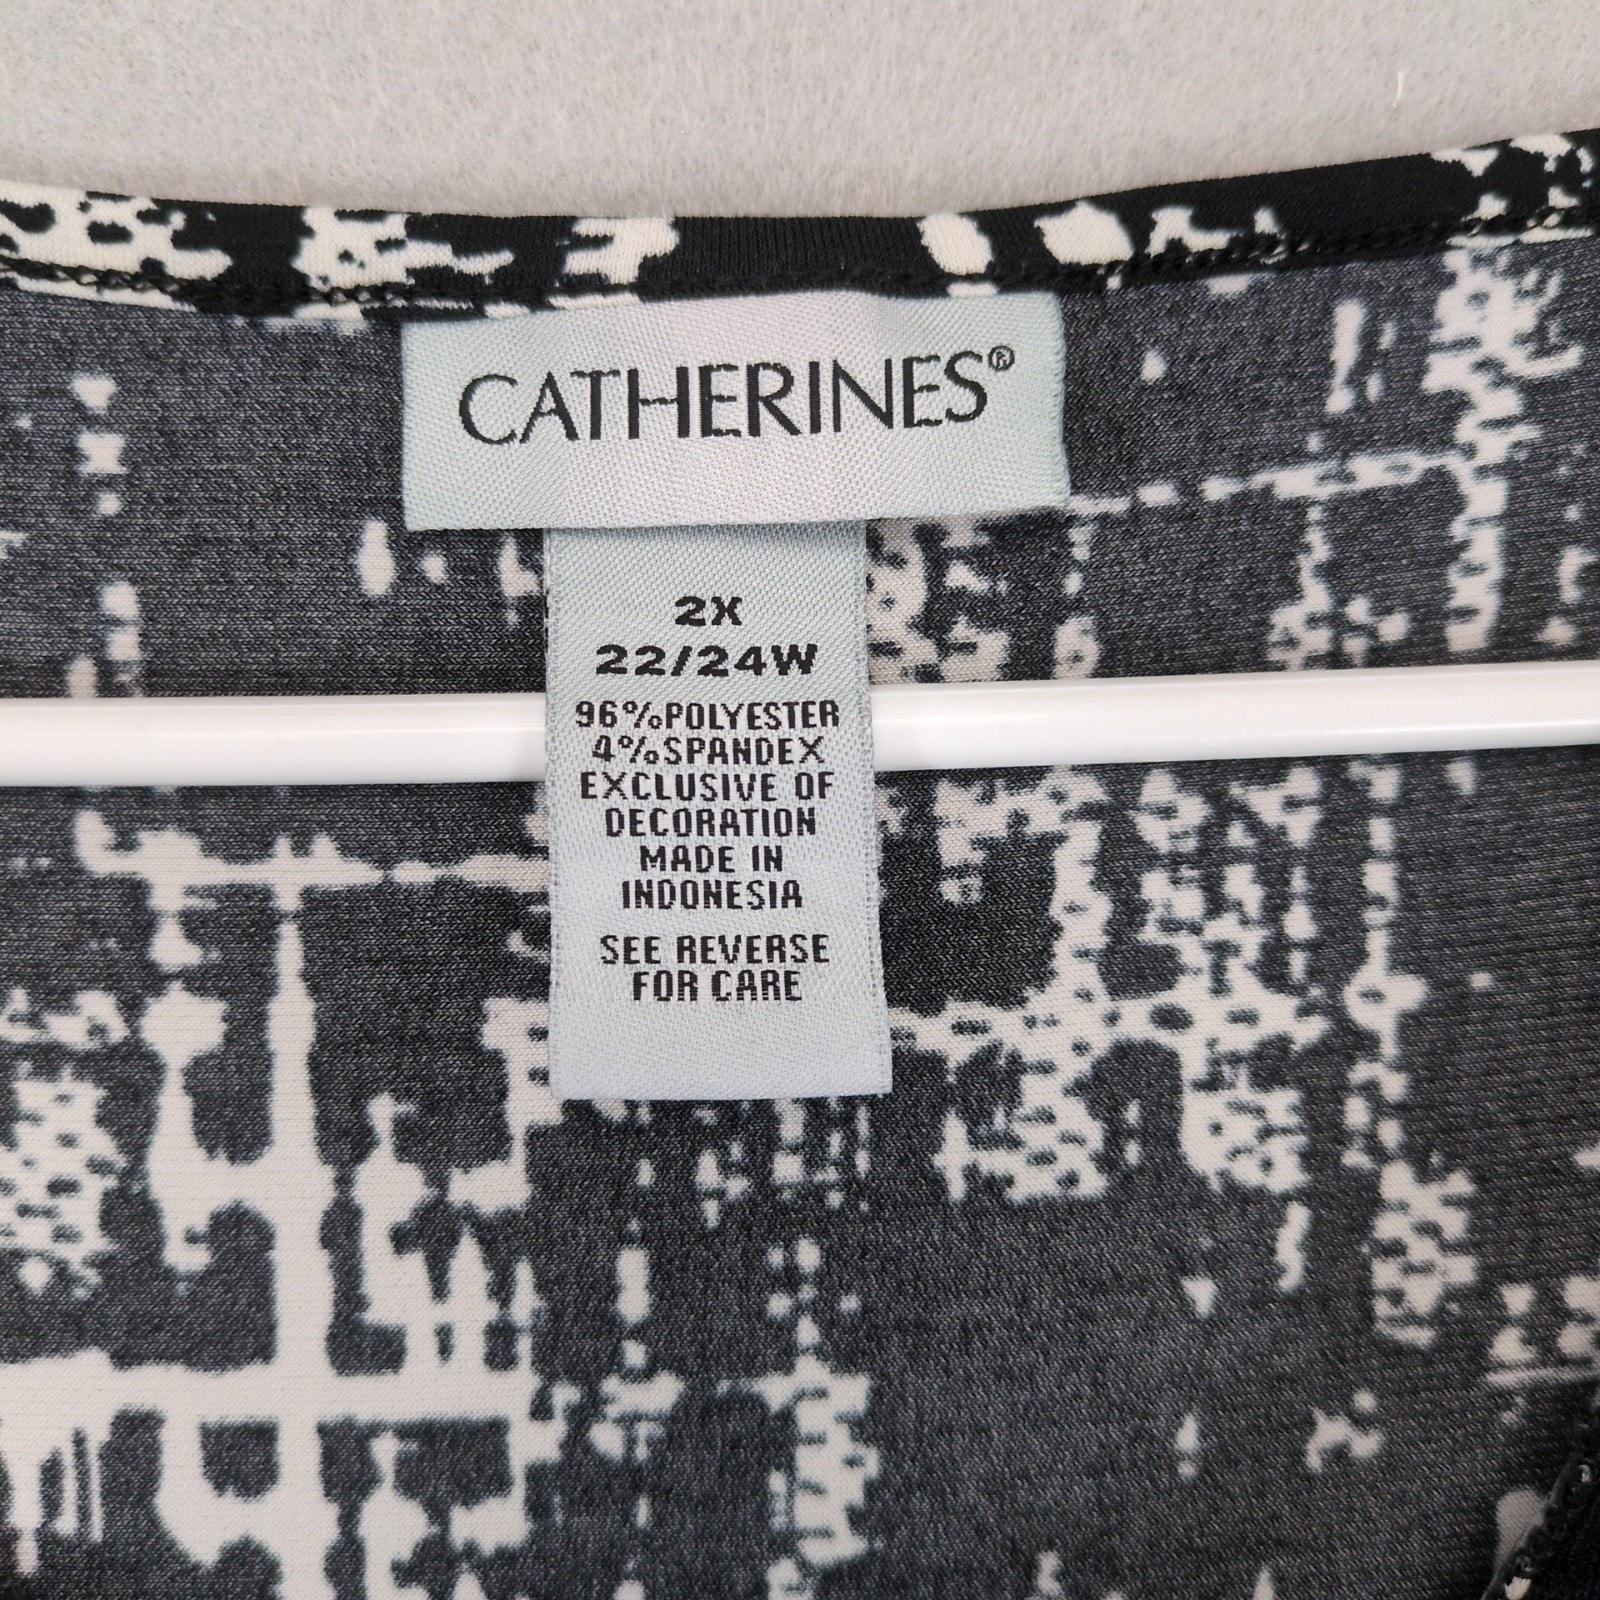 CATHERINES®
2X
22/24W
96%POLYESTER
4%SPANDEX
EXCLUSIVE OF
DECORATION
MADE IN
INDONESIA
SEE REVERSE
FOR CARE